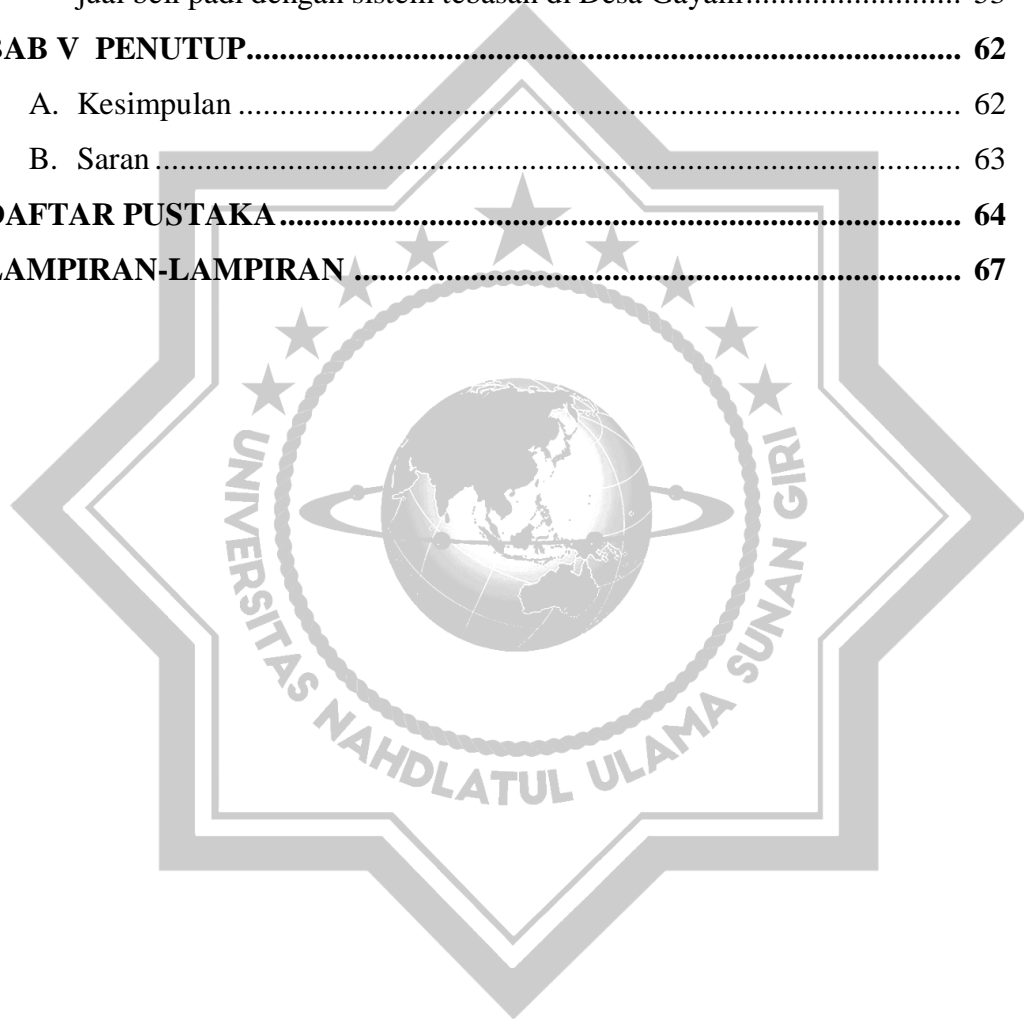 jual beli padi dengan sistem tebasan di Desa Gayam............................ 55
BAB V  PENUTUP.................................................................................... 62
A. Kesimpulan ........................................................................................ 62
B. Saran .................................................................................................. 63
DAFTAR PUSTAKA ................................................................................ 64
LAMPIRAN-LAMPIRAN ....................................................................... 67
UNIVERSITAS NAHDLATUL ULAMA SUNAN GIRI